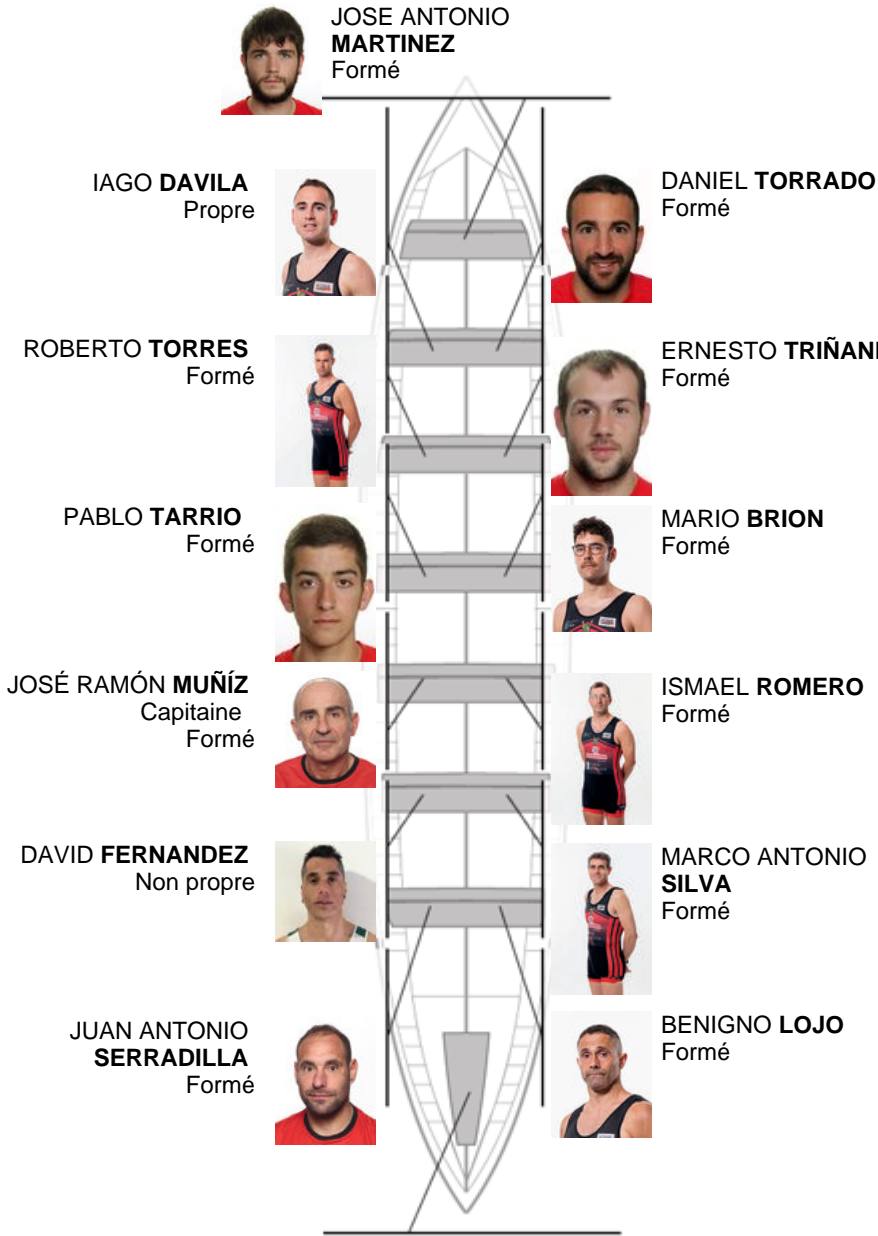 JOSE ANTONIO
MARTINEZ
Formé
IAGO DAVILA
Propre
DANIEL TORRADO
Formé
ROBERTO TORRES
Formé
ERNESTO
Formé
PABLO TARRIO
Formé
MARIO BRION
Formé
JOSÉ RAMÓN MUÑÍZ
Capitaine
Formé
ISMAEL ROMERO
Formé
DAVID FERNANDEZ
Non propre
MARCO ANTONIO
SILVA
Formé
JUAN ANTONIO
SERRADILLA
Formé
BENIGNO LOJO
Formé